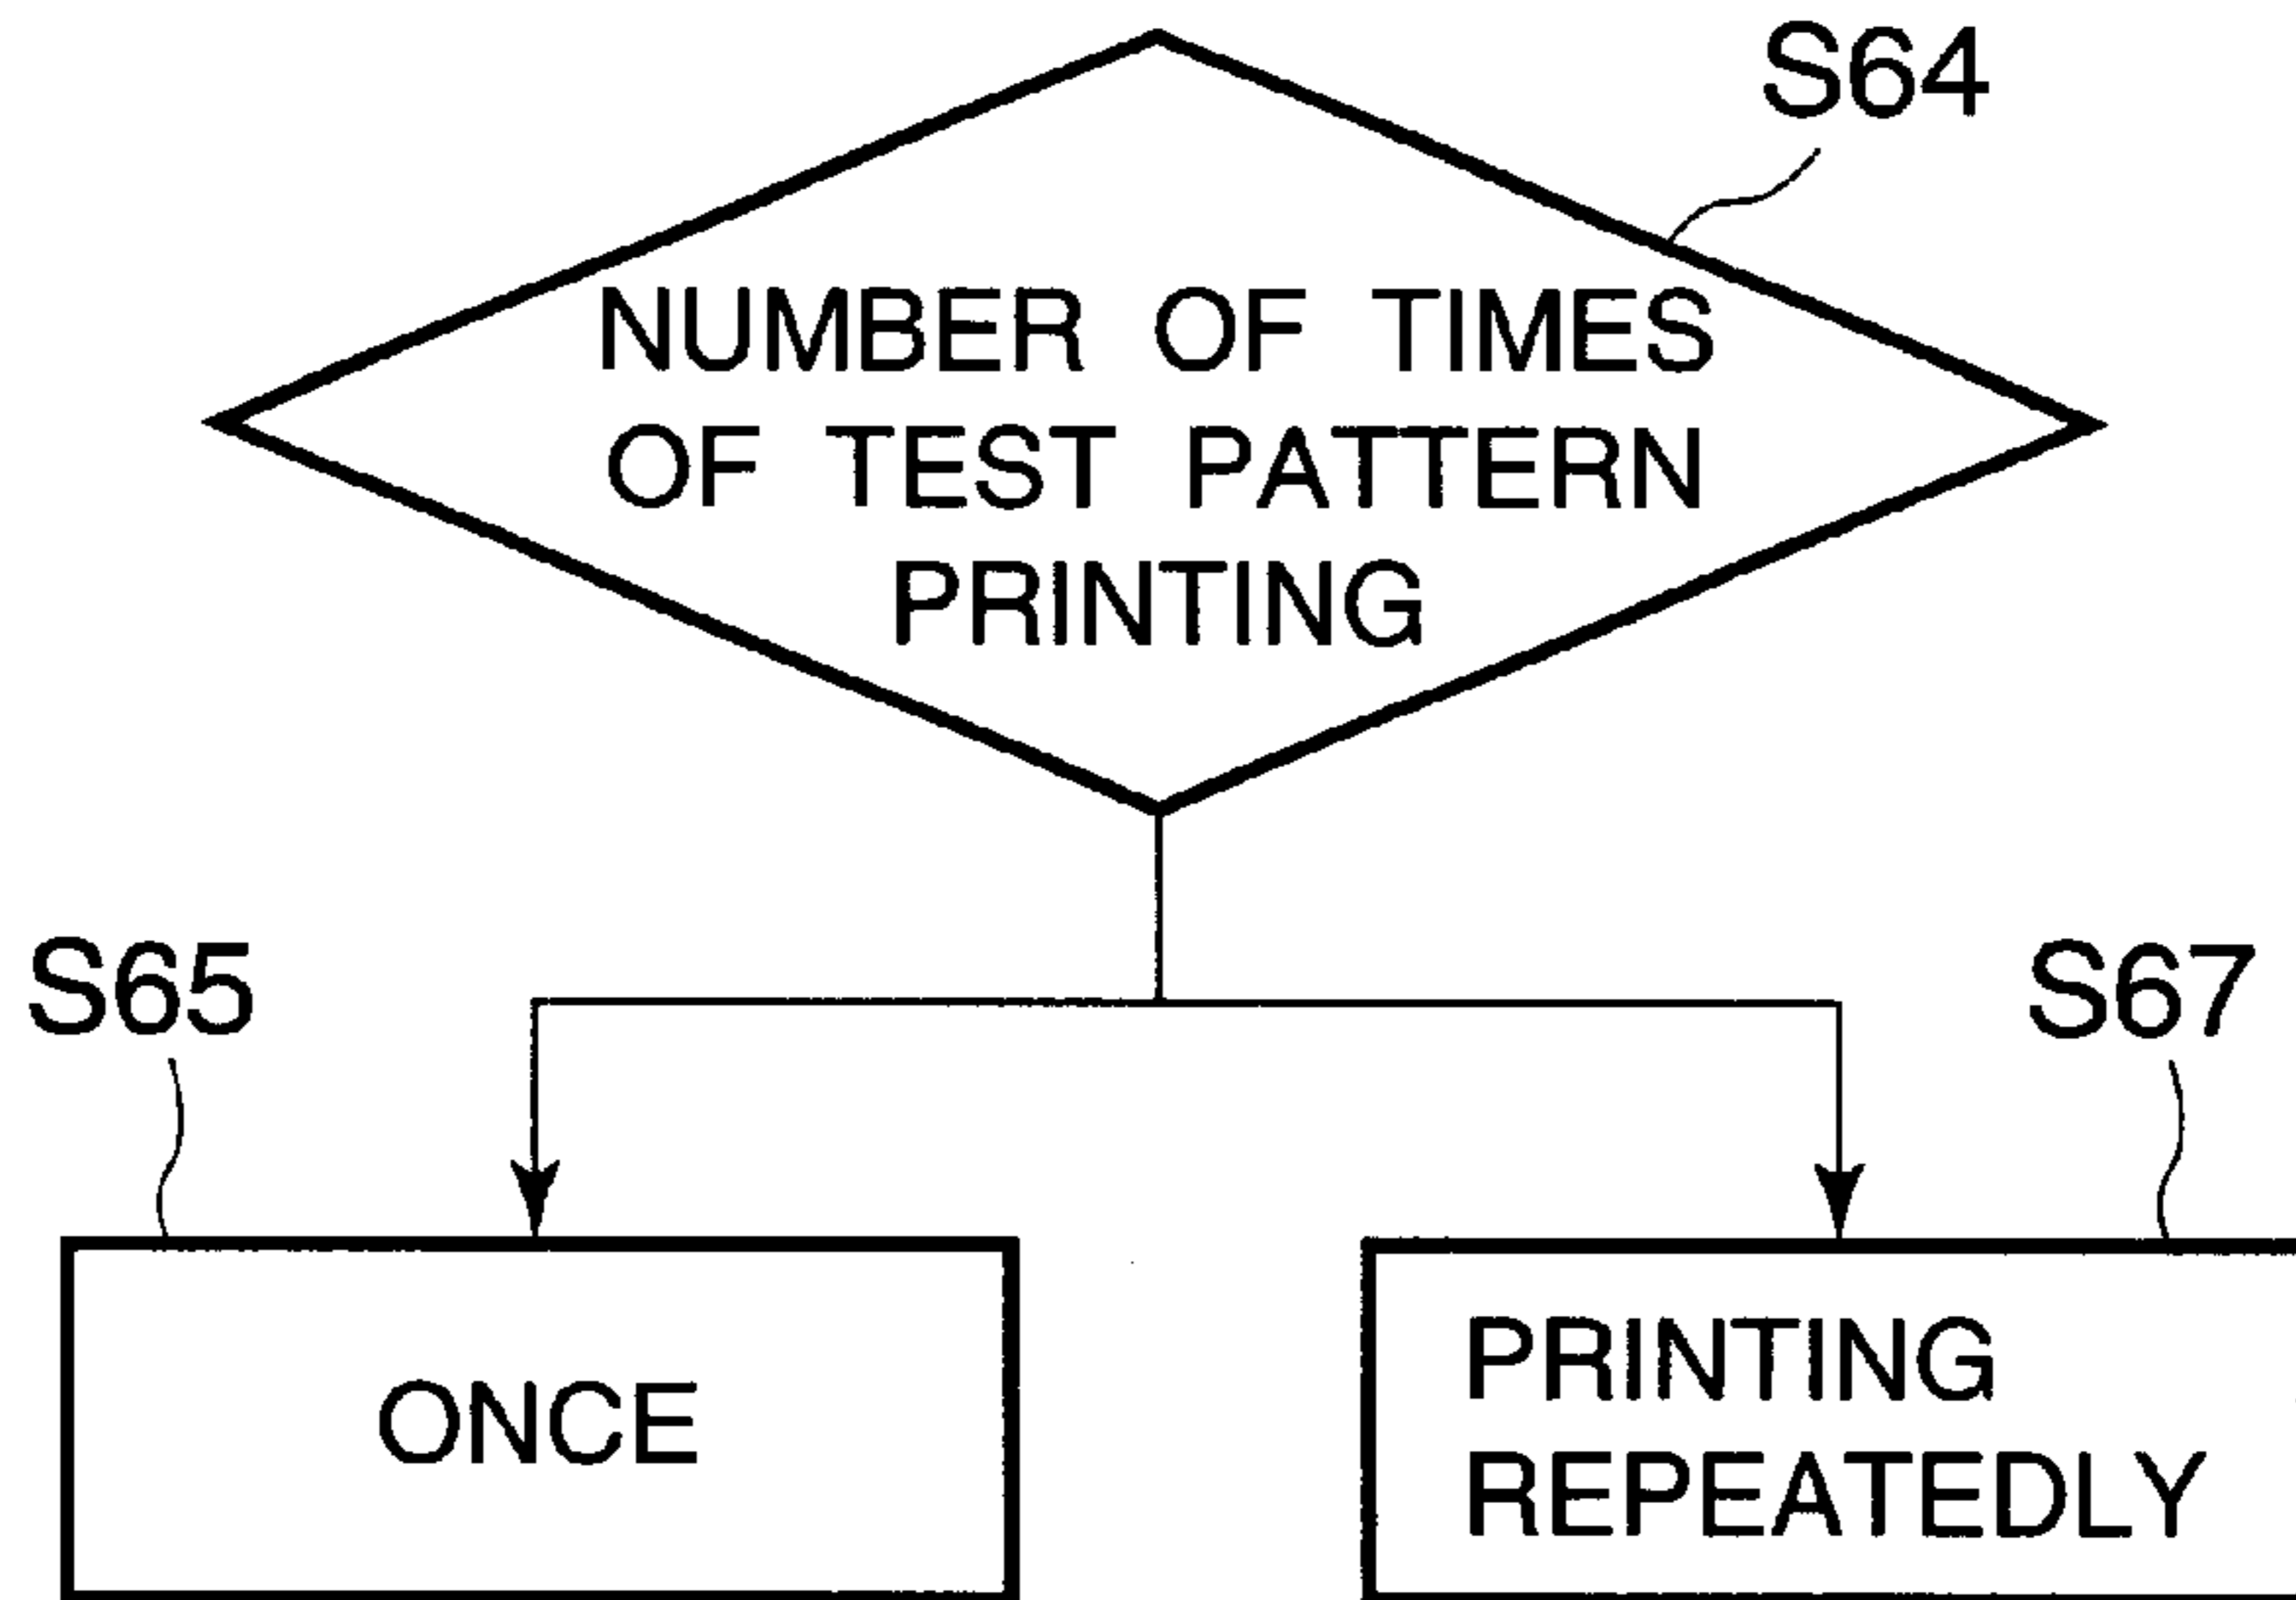 S64
NUMBER OF TIMES
OF TEST PATTERN
PRINTING
S65
S67
ONCE
PRINTING
REPEATEDLY